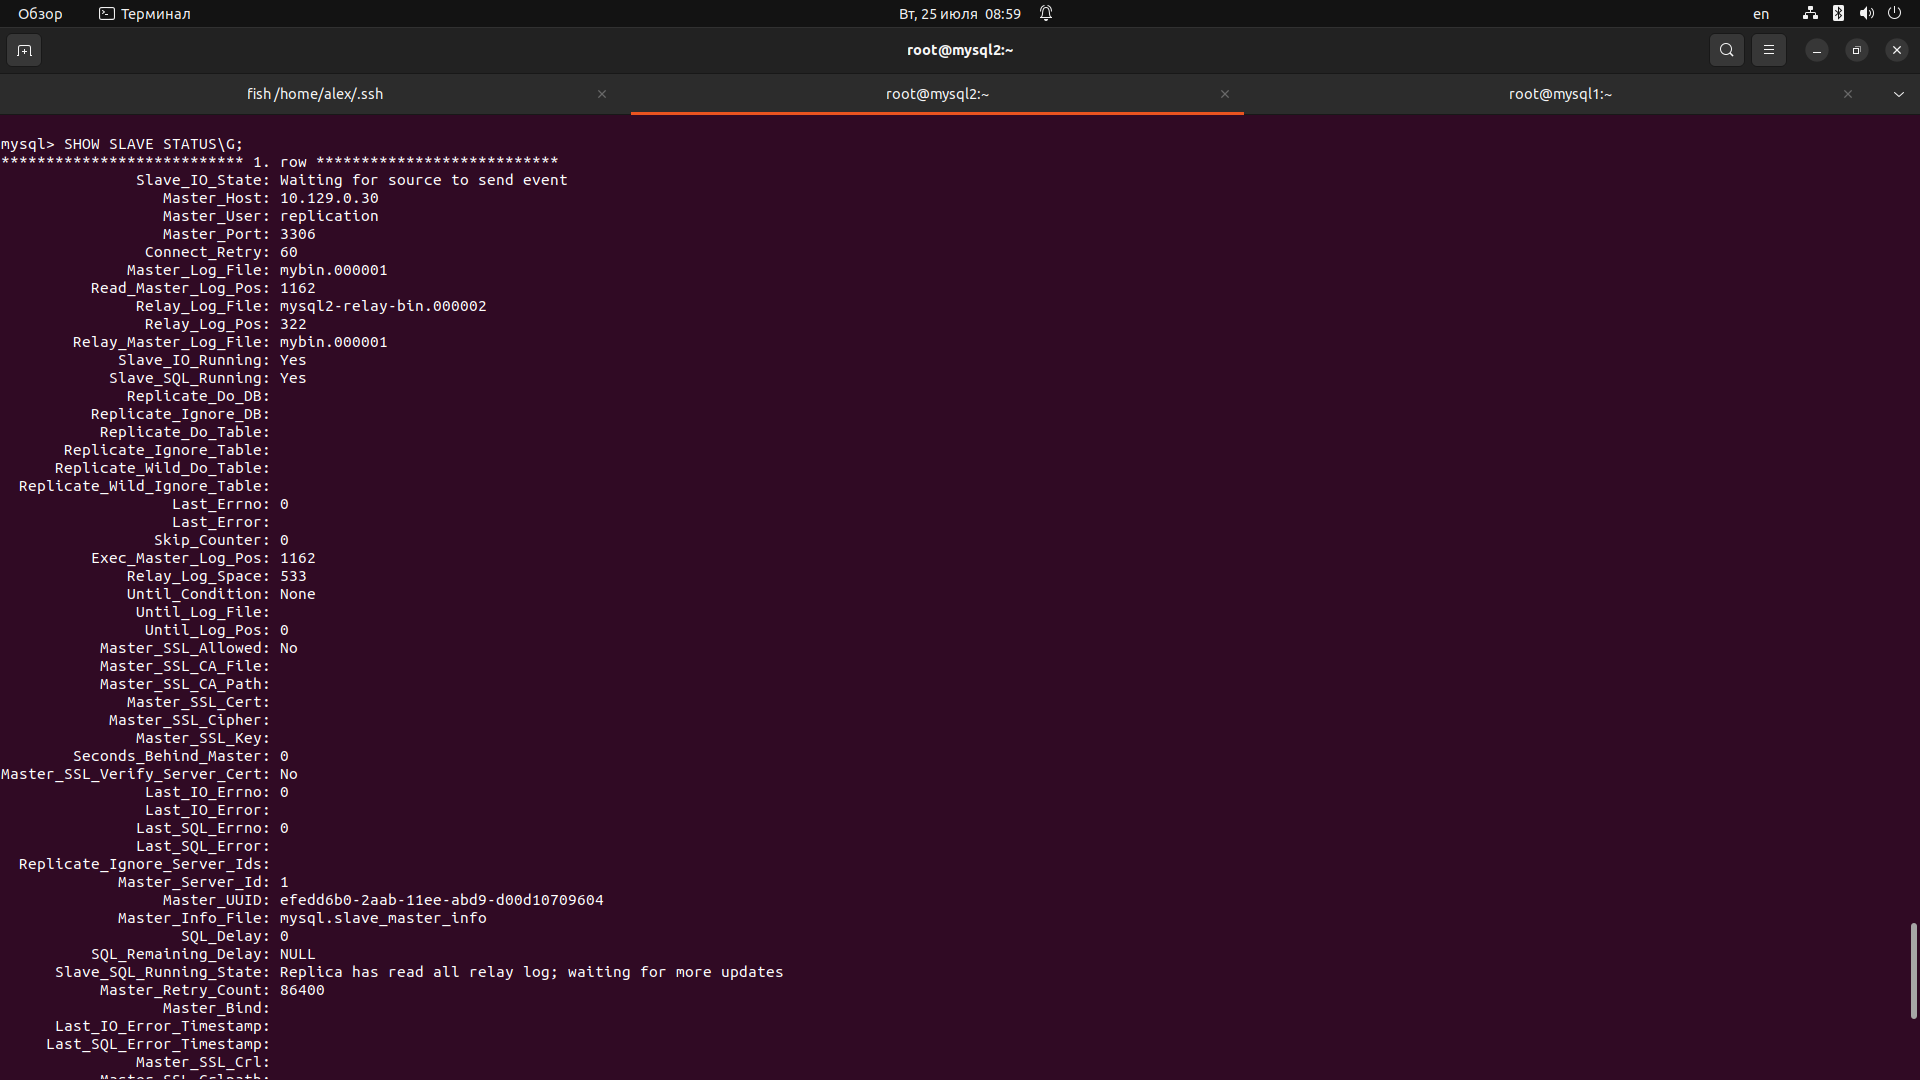 Обзор
Терминал
Вт, 25 июля 08:59
en
root@mysql2:~
fish /home/alex/.ssh
root@mysql2:~
root@mysql1:~
mysql> SHOW SLAVE STATUS\G;
*************************** 1. row ***************************
Slave_IO_State: Waiting for source to send event
Master_Host: 10.129.0.30
Master_User: replication
Master_Port: 3306
Connect_Retry: 60
Master_Log_File: mybin.000001
Read_Master_Log_Pos: 1162
Relay_Log_File: mysql2-relay-bin.000002
Relay_Log_Pos: 322
Relay_Master_Log_File: mybin.000001
Slave_IO_Running: Yes
Slave_SQL_Running: Yes
Replicate_Do_DB:
Replicate_Ignore_DB:
Replicate_Do_Table:
Replicate_Ignore_Table:
Replicate_Wild_Do_Table:
Replicate_Wild_Ignore_Table:
Last_Errno: 0
Last_Error:
Skip_Counter: 0
Exec_Master_Log_Pos: 1162
Relay_Log_Space: 533
Until_Condition: None
Until_Log_File:
Until_Log_Pos: 0
Master_SSL_Allowed: No
Master_SSL_CA_File:
Master_SSL_CA_Path:
Master_SSL_Cert:
Master_SSL_Cipher:
Master_SSL_Key:
Seconds_Behind_Master: 0
Master_SSL_Verify_Server_Cert: No
Last_IO_Errno: 0
Last_IO_Error:
Last_SQL_Errno: 0
Last_SQL_Error:
Replicate_Ignore_Server_Ids:
Master_Server_Id: 1
Master_UUID: efedd6b0-2aab-11ee-abd9-d00d10709604
Master_Info_File: mysql.slave_master_info
SQL_Delay: 0
SQL_Remaining_Delay: NULL
Slave_SQL_Running_State: Replica has read all relay log; waiting for more updates
Master_Retry_Count: 86400
Master_Bind:
Last_IO_Error_Timestamp:
Last_SQL_Error_Timestamp:
Master_SSL_Crl:
Master_SSL_Crlpath: